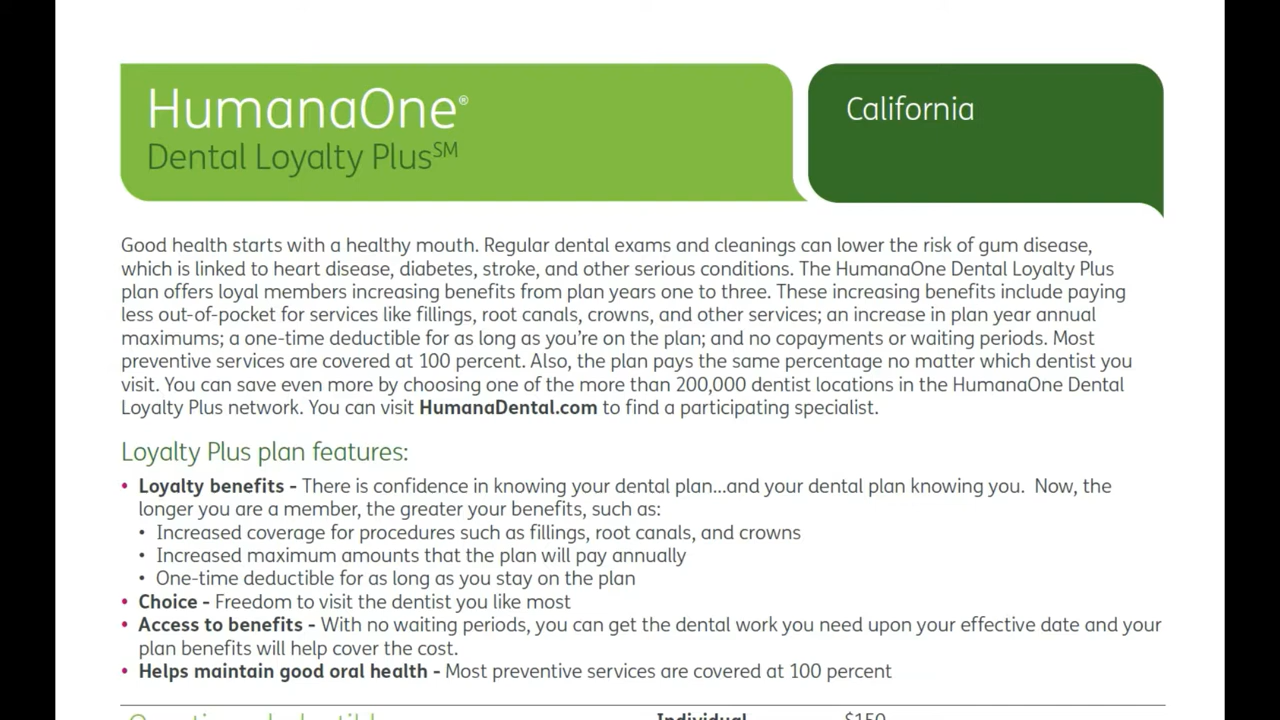 HumanaOne®
Dental Loyalty Plus℠
California
Good health starts with a healthy mouth. Regular dental exams and cleanings can lower the risk of gum disease,
which is linked to heart disease, diabetes, stroke, and other serious conditions. The HumanaOne Dental Loyalty Plus
plan offers loyal members increasing benefits from plan years one to three. These increasing benefits include paying
less out-of-pocket for services like fillings, root canals, crowns, and other services; an increase in plan year annual
maximums; a one-time deductible for as long as you’re on the plan; and no copayments or waiting periods. Most
preventive services are covered at 100 percent. Also, the plan pays the same percentage no matter which dentist you
visit. You can save even more by choosing one of the more than 200,000 dentist locations in the HumanaOne Dental
Loyalty Plus network. You can visit HumanaDental.com to find a participating specialist.
Loyalty Plus plan features:
• Loyalty benefits - There is confidence in knowing your dental plan...and your dental plan knowing you. Now, the
longer you are a member, the greater your benefits, such as:
• Increased coverage for procedures such as fillings, root canals, and crowns
• Increased maximum amounts that the plan will pay annually
• One-time deductible for as long as you stay on the plan
• Choice - Freedom to visit the dentist you like most
• Access to benefits - With no waiting periods, you can get the dental work you need upon your effective date and your
plan benefits will help cover the cost.
• Helps maintain good oral health - Most preventive services are covered at 100 percent
Individual $150